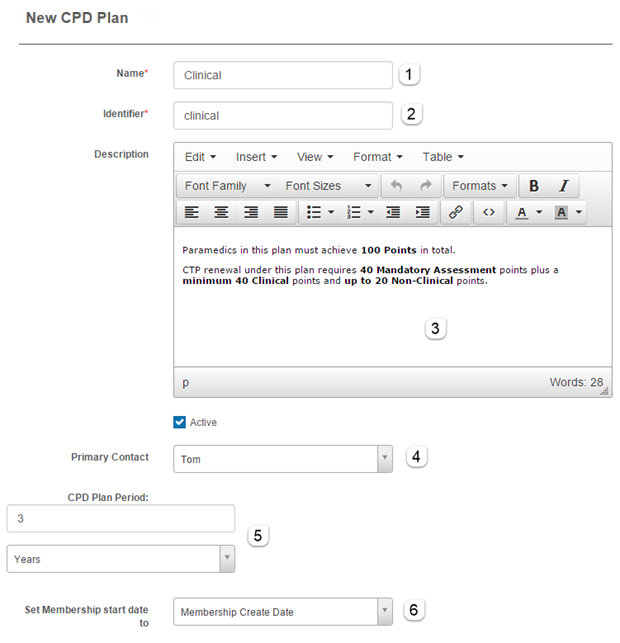 New CPD Plan
Name* Clinical 1
Identifier* clinical 2
Description Edit Insert View Format Table
Font Family Font Sizes Formats B I
A A
Paramedics in this plan must achieve 100 Points in total.
CTP renewal under this plan requires 40 Mandatory Assessment points plus a
minimum 40 Clinical points and up to 20 Non-Clinical points.
3
p Words: 28
Active
Primary Contact Tom 4
CPD Plan Period:
3
5
Years
Set Membership start date
to
Membership Create Date 6